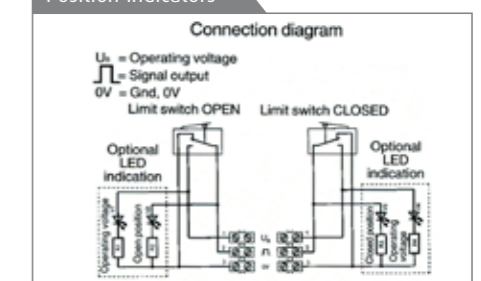 Position indicators
Connection diagram
U₈ = Operating voltage
= Signal output
0V = Gnd, 0V
Limit switch OPEN
Limit switch CLOSED
Optional
LED
indication
Optional
LED
indication
Operating voltage
Open position
Closed position
Operating
voltage